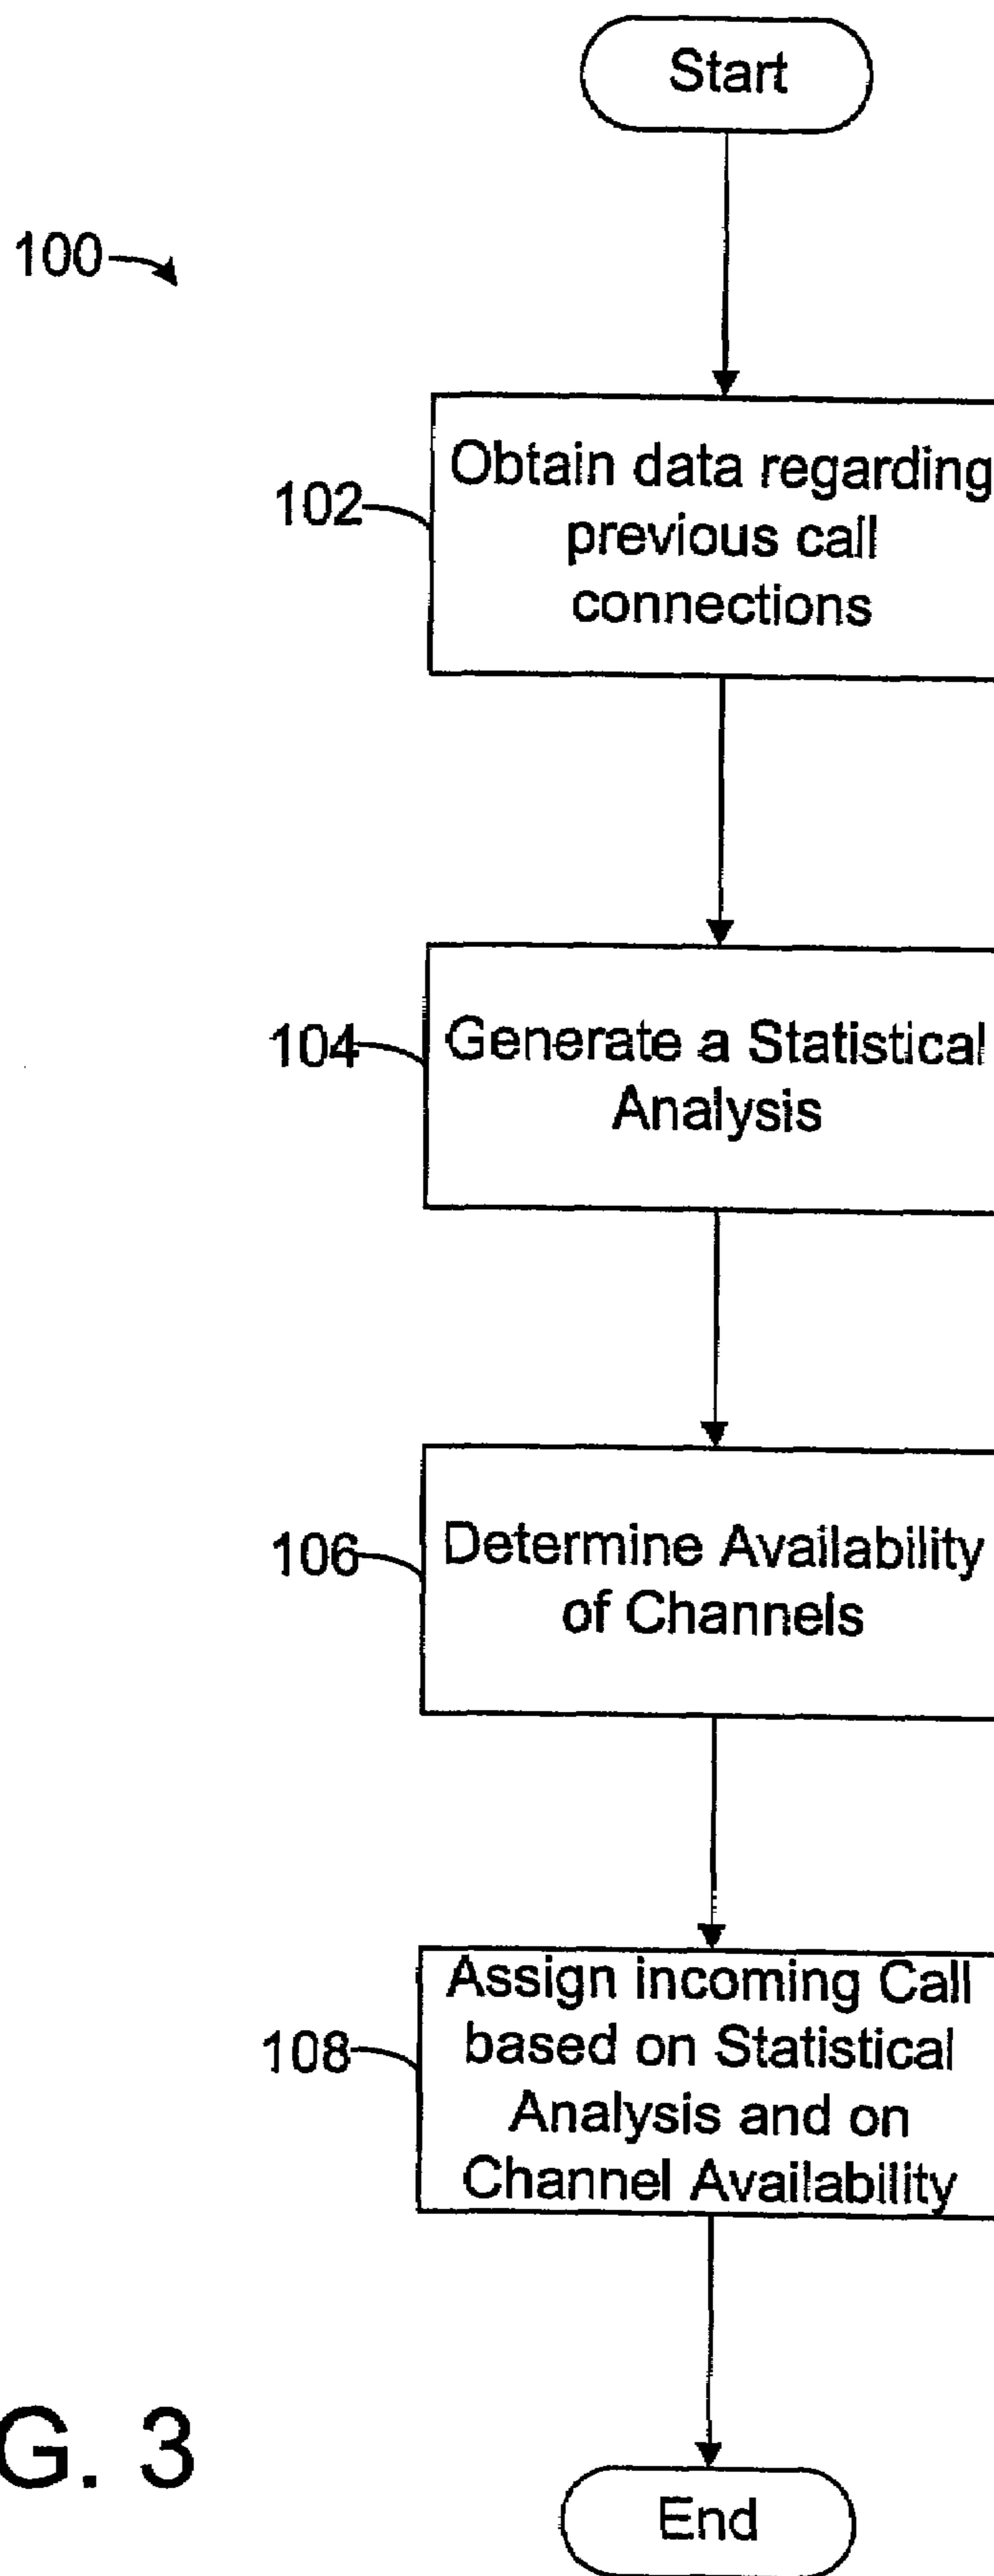 Start
100
102
Obtain data regarding
previous call
connections
104
Generate a Statistical
Analysis
106
Determine Availability
of Channels
108
Assign incoming Call
based on Statistical
Analysis and on
Channel Availability
G. 3
End